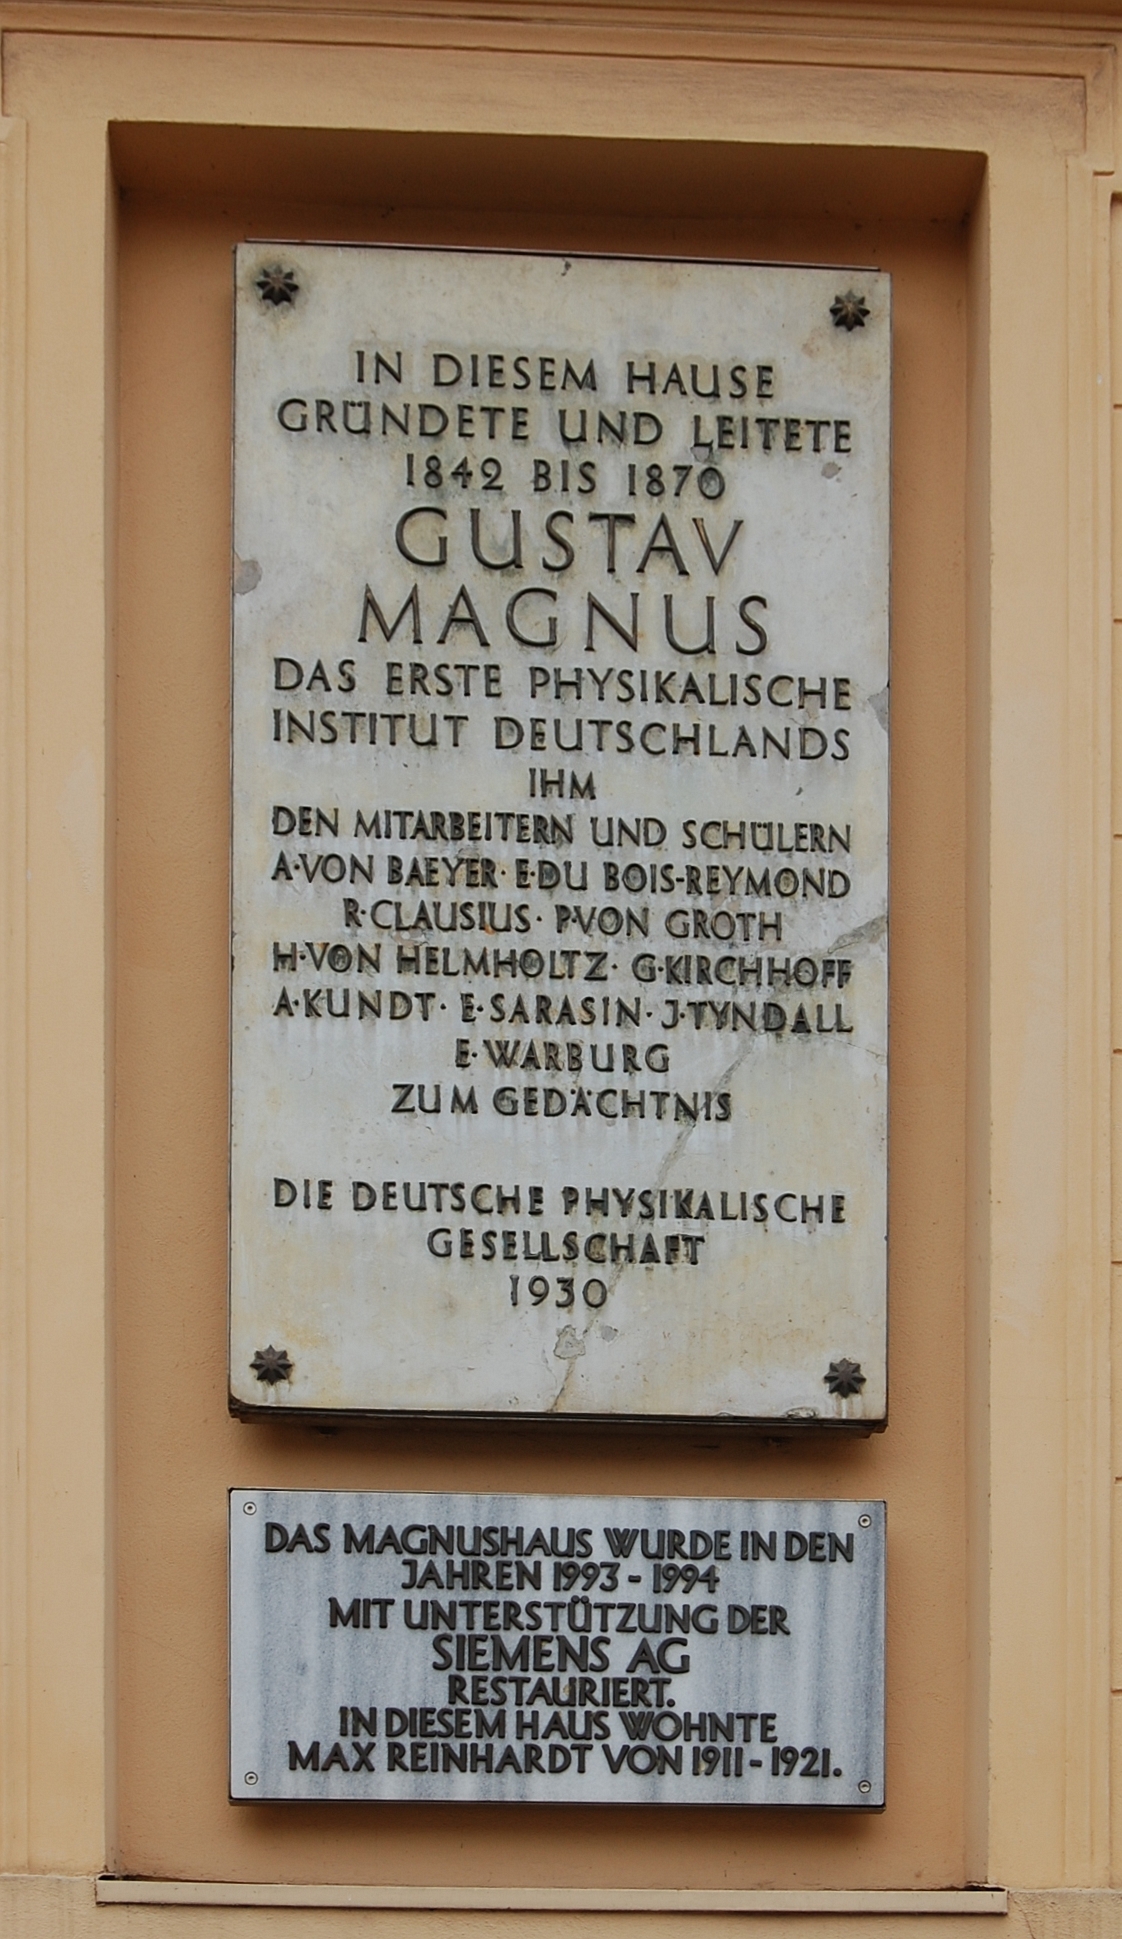 IN DIESEM HAUSE
GRÜNDETE UND LEITETE
1842 BIS 1870
GUSTAV
MAGNUS
DAS ERSTE PHYSIKALISCHE
INSTITUT DEUTSCHLANDS
IHM
DEN MITARBEITERN UND SCHÜLERN
A·VON BAEYER·E·DU BOIS-REYMOND
R·CLAUSIUS·P·VON GROTH
H·VON HELMHOLTZ·G·KIRCHHOFF
A·KUNDT·E·SARASIN·J·TYNDALL
E·WARBURG
ZUM GEDÄCHTNIS
DIE DEUTSCHE PHYSIKALISCHE
GESELLSCHAFT
1930
DAS MAGNUSHAUS WURDE IN DEN
JAHREN 1993 - 1994
MIT UNTERSTÜTZUNG DER
SIEMENS AG
RESTAURIERT.
IN DIESEM HAUS WOHNTE
MAX REINHARDT VON 1911 - 1921.